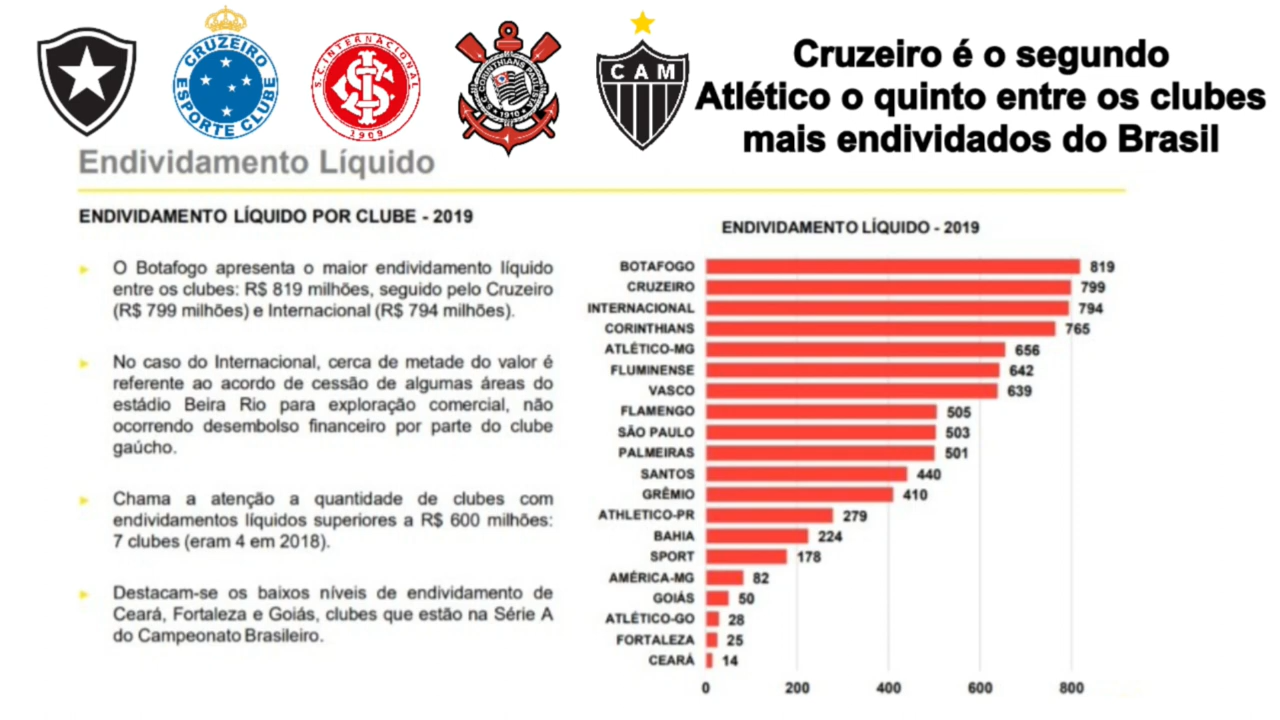 CRUZEIRO
ESPORTE CLUBE
S.C. INTERNACIONAL
1909
S.C. CORINTHIANS PAULISTA
1910
CAM
Cruzeiro é o segundo
Atlético o quinto entre os clubes
mais endividados do Brasil
Endividamento Líquido
ENDIVIDAMENTO LÍQUIDO POR CLUBE - 2019
O Botafogo apresenta o maior endividamento líquido
entre os clubes: R$ 819 milhões, seguido pelo Cruzeiro
(R$ 799 milhões) e Internacional (R$ 794 milhões).
No caso do Internacional, cerca de metade do valor é
referente ao acordo de cessão de algumas áreas do
estádio Beira Rio para exploração comercial, não
ocorrendo desembolso financeiro por parte do clube
gaúcho.
Chama a atenção a quantidade de clubes com
endividamentos líquidos superiores a R$ 600 milhões:
7 clubes (eram 4 em 2018).
Destacam-se os baixos níveis de endividamento de
Ceará, Fortaleza e Goiás, clubes que estão na Série A
do Campeonato Brasileiro.
ENDIVIDAMENTO LÍQUIDO - 2019
BOTAFOGO 819
CRUZEIRO 799
INTERNACIONAL 794
CORINTHIANS 765
ATLÉTICO-MG 656
FLUMINENSE 642
VASCO 639
FLAMENGO 505
SÃO PAULO 503
PALMEIRAS 501
SANTOS 440
GRÊMIO 410
ATHLETICO-PR 279
BAHIA 224
SPORT 178
AMÉRICA-MG 82
GOIÁS 50
ATLÉTICO-GO 28
FORTALEZA 25
CEARÁ 14
0 200 400 600 800